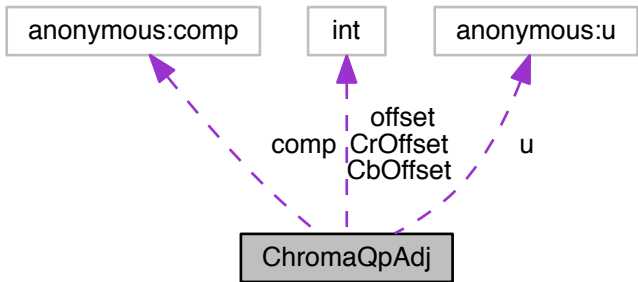 anonymous:comp
int
anonymous:u
offset
comp CrOffset u
CbOffset
ChromaQpAdj